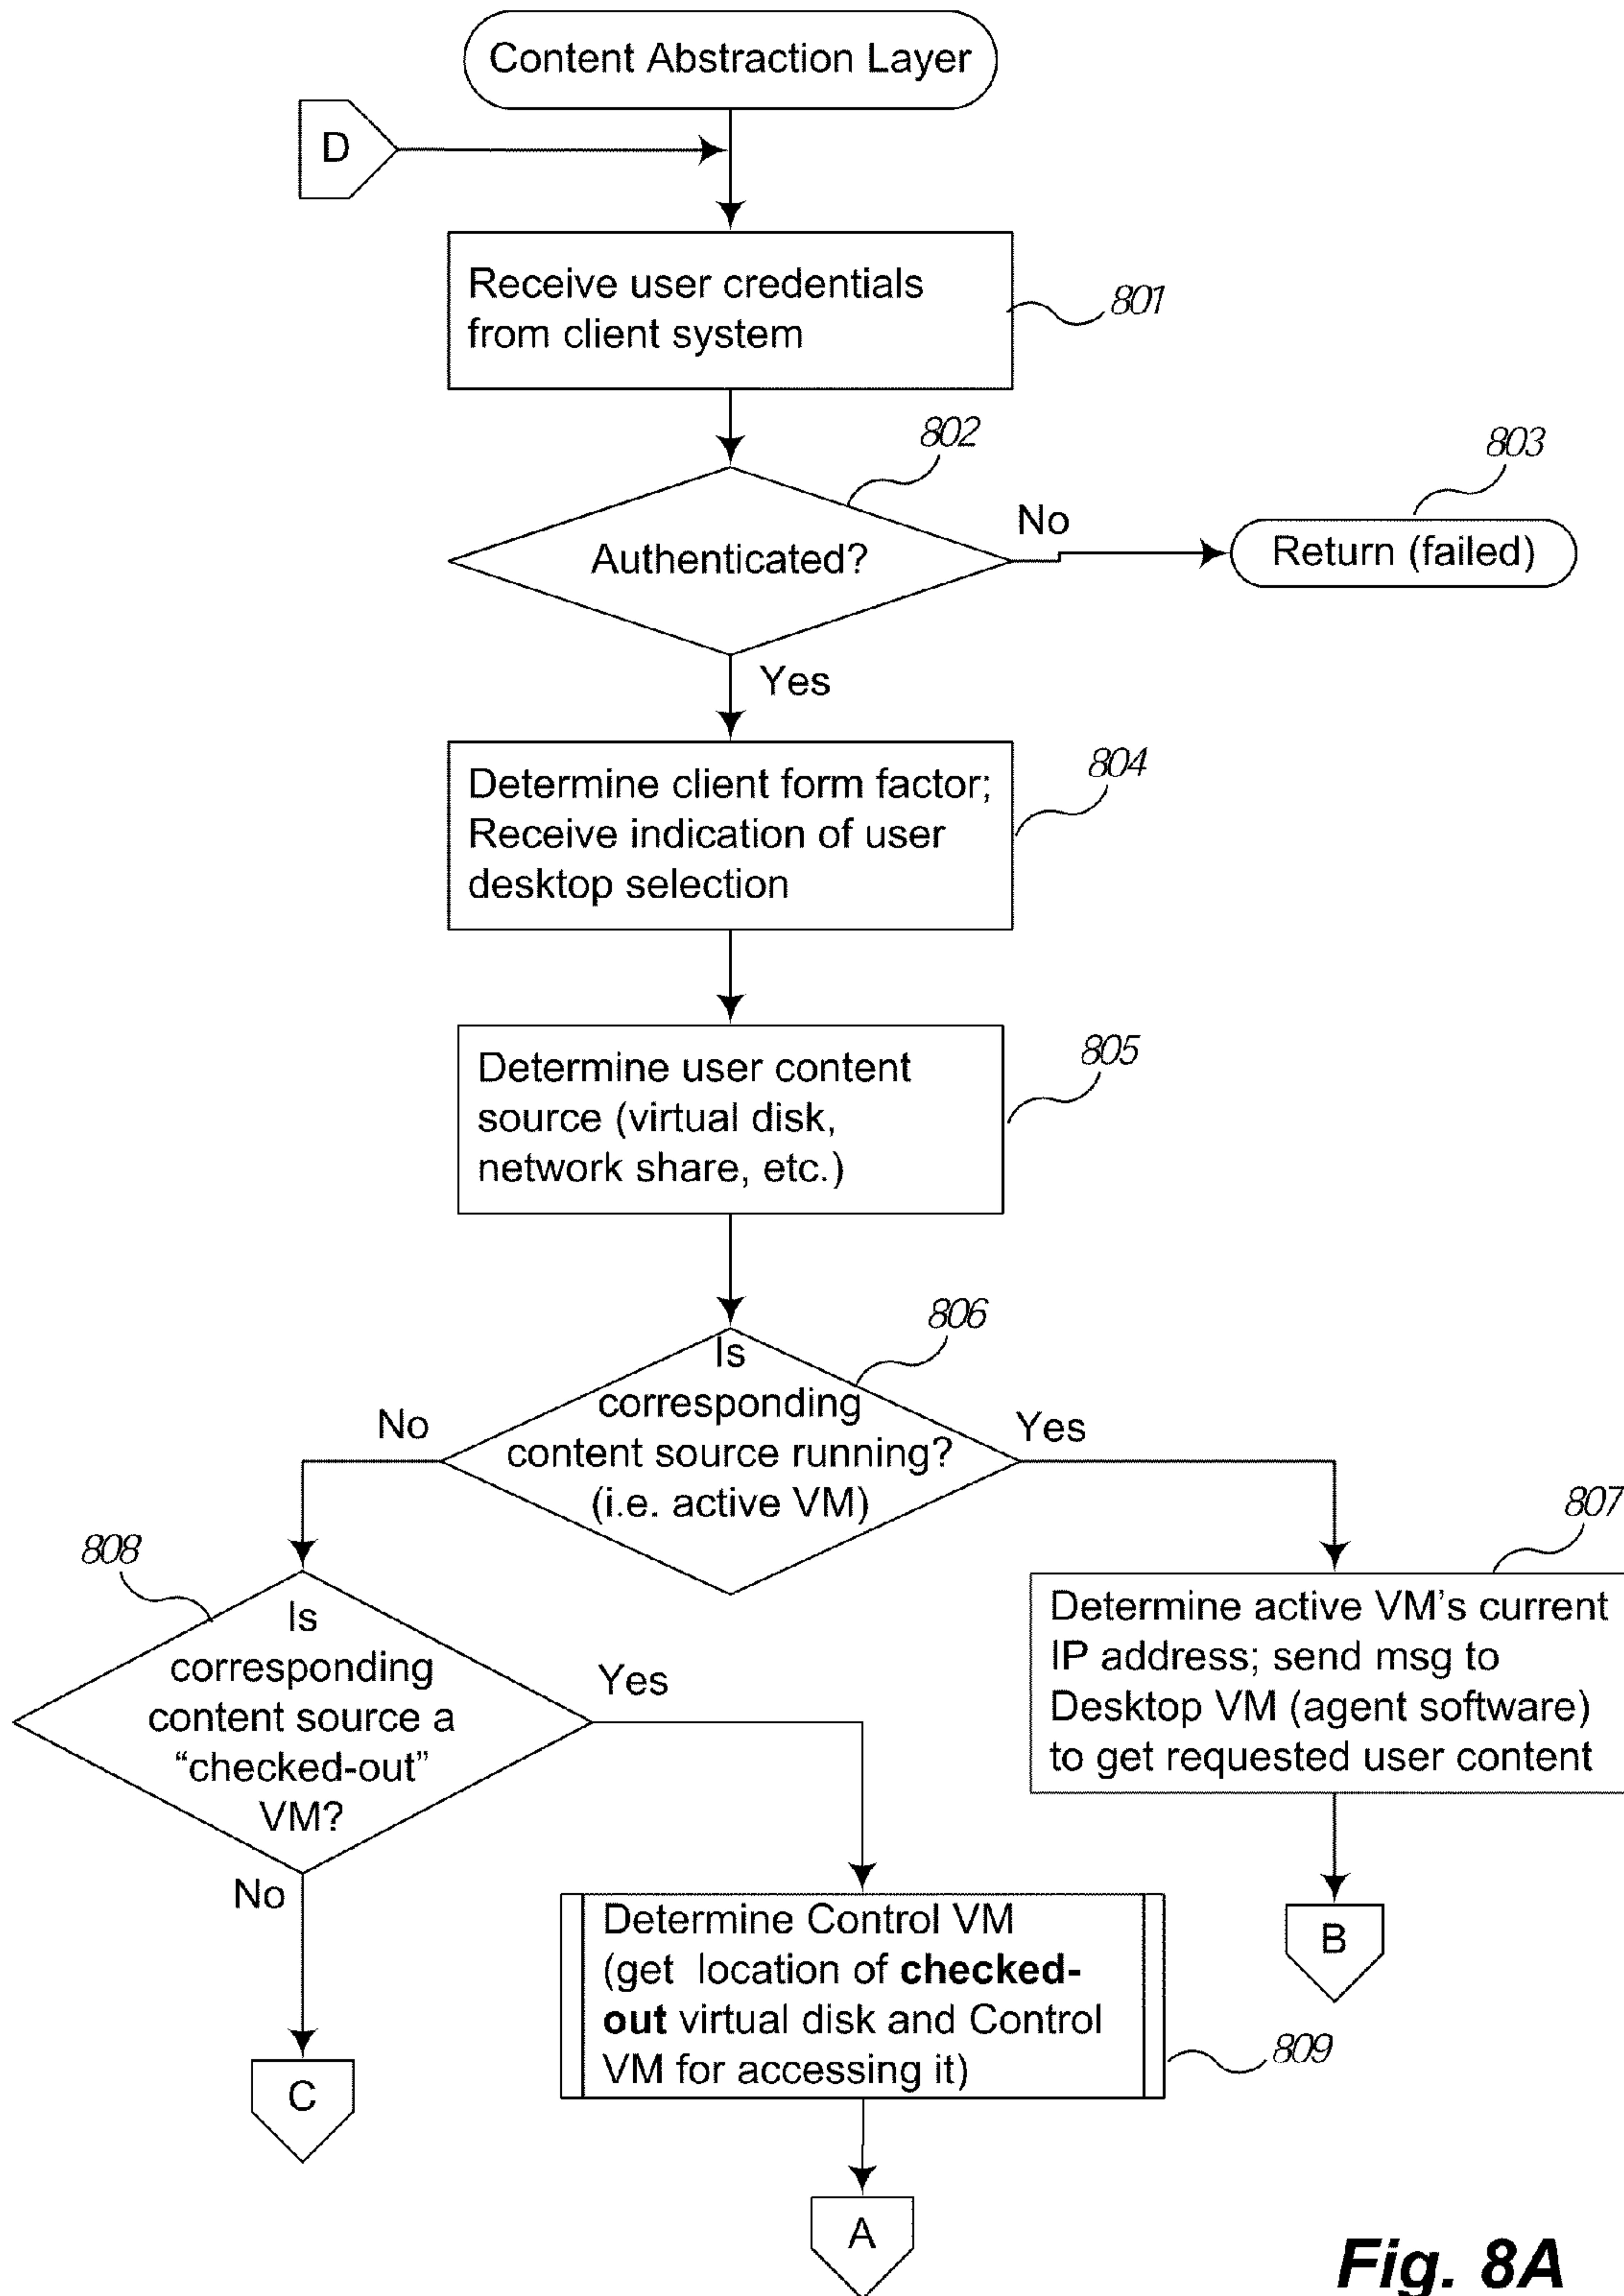 Content Abstraction Layer
D
Receive user credentials
from client system
801
802
803
Authenticated?
No
Return (failed)
Yes
Determine client form factor;
Receive indication of user
desktop selection
804
Determine user content
source (virtual disk,
network share, etc.)
805
806
Is
corresponding
content source running?
(i.e. active VM)
No
Yes
807
Determine active VM's current
IP address; send msg to
Desktop VM (agent software)
to get requested user content
B
808
Is
corresponding
content source a
“checked-out”
VM?
Yes
No
C
Determine Control VM
(get location of checked-
out virtual disk and Control
VM for accessing it)
809
A
Fig. 8A